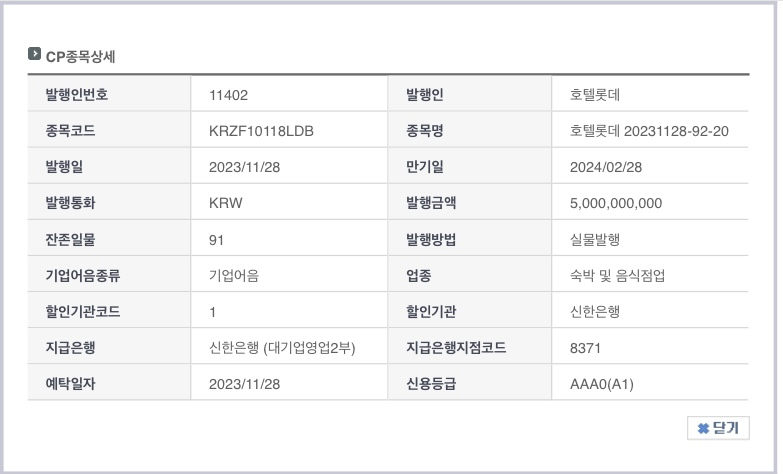 CP종목상세
발행인번호 11402 발행인 호텔롯데
종목코드 KRZF10118LDB 종목명 호텔롯데 20231128-92-20
발행일 2023/11/28 만기일 2024/02/28
발행통화 KRW 발행금액 5,000,000,000
잔존일물 91 발행방법 실물발행
기업어음종류 기업어음 업종 숙박 및 음식점업
할인기관코드 1 할인기관 신한은행
지급은행 신한은행 (대기업영업2부) 지급은행지점코드 8371
예탁일자 2023/11/28 신용등급 AAA0(A1)
닫기